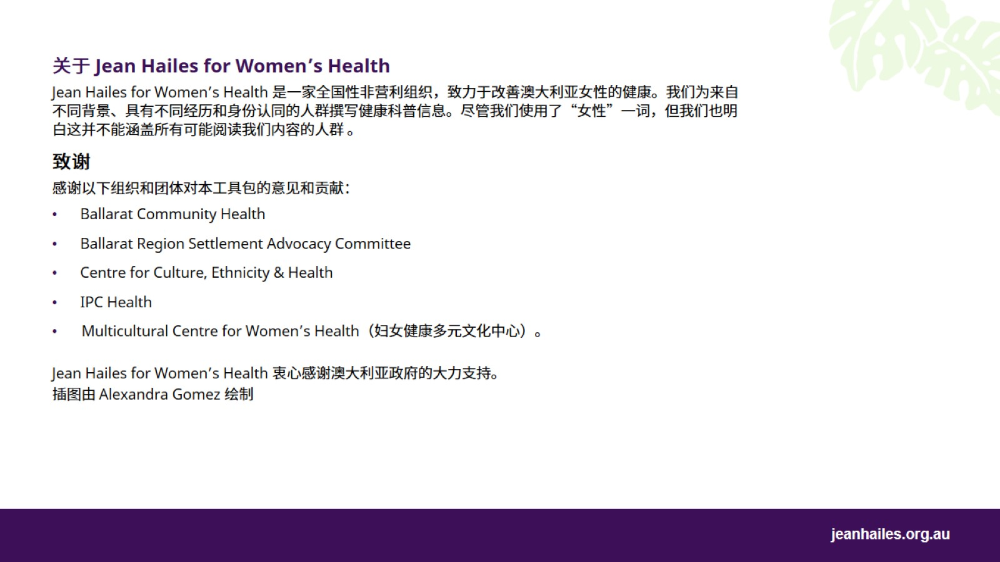 关于 Jean Hailes for Women’s Health
Jean Hailes for Women’s Health 是一家全国性非营利组织，致力于改善澳大利亚女性的健康。我们为来自
不同背景、具有不同经历和身份认同的人群撰写健康科普信息。尽管我们使用了“女性”一词，但我们也明
白这并不能涵盖所有可能阅读我们内容的人群 。
致谢
感谢以下组织和团体对本工具包的意见和贡献：
• Ballarat Community Health
• Ballarat Region Settlement Advocacy Committee
• Centre for Culture, Ethnicity & Health
• IPC Health
• Multicultural Centre for Women’s Health（妇女健康多元文化中心）。
Jean Hailes for Women’s Health 衷心感谢澳大利亚政府的大力支持。
插图由 Alexandra Gomez 绘制
jeanhailes.org.au